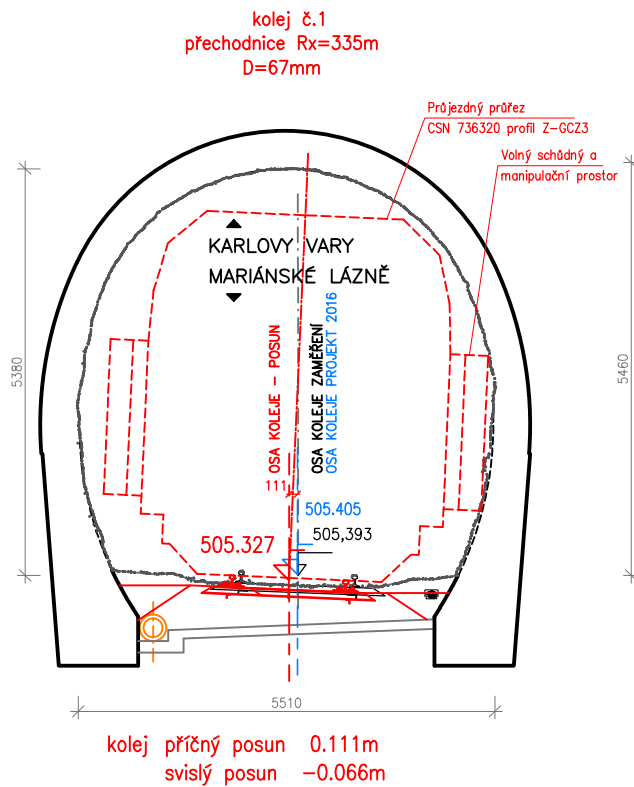 kolej č.1
přechodnice Rx=335m
D=67mm
Průjezdný průřez
CSN 736320 profil Z-GCZ3
Volný schůdný a
manipulační prostor
KARLOVY VARY
MARIÁNSKÉ LÁZNĚ
5380
5460
OSA KOLEJE - POSUN
OSA KOLEJE ZAMĚŘENÍ
OSA KOLEJE PROJEKT 2016
111
505.405
505,393
505.327
5510
kolej příčný posun 0.111m
svislý posun -0.066m